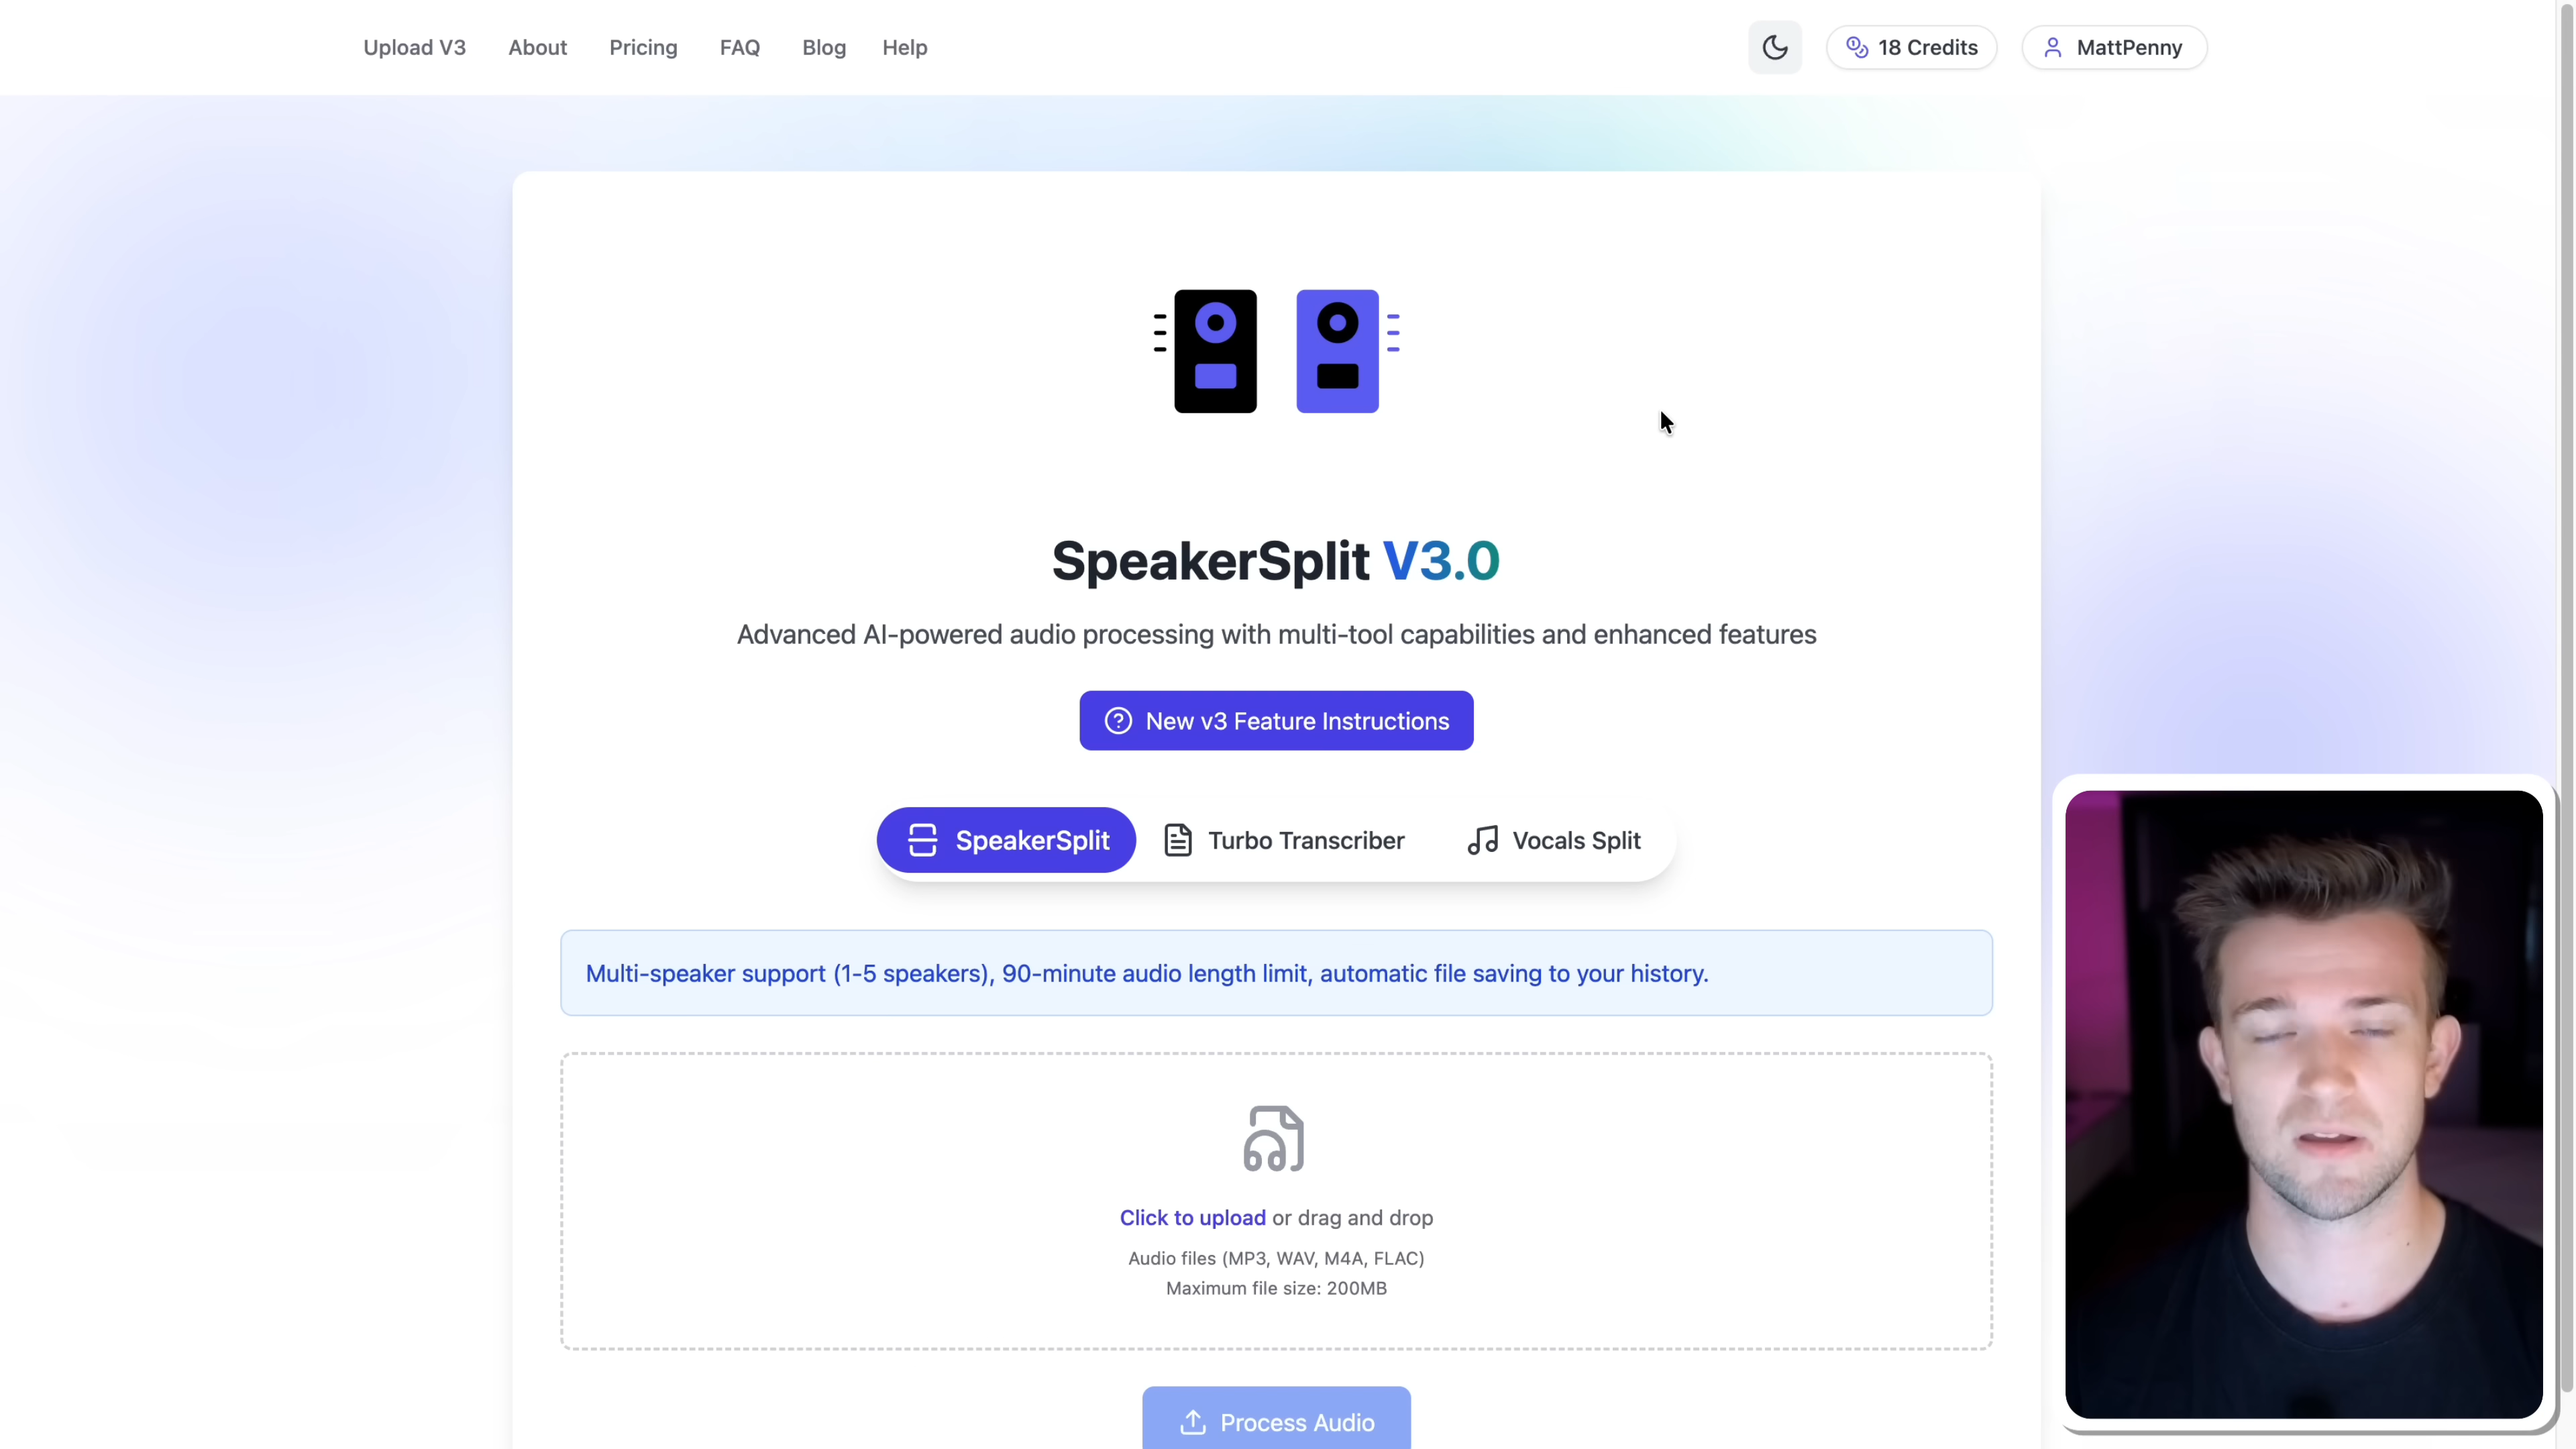 Upload V3
About
Pricing
FAQ
Blog
Help
18 Credits
MattPenny
SpeakerSplit V3.0
Advanced AI-powered audio processing with multi-tool capabilities and enhanced features
New v3 Feature Instructions
SpeakerSplit
Turbo Transcriber
Vocals Split
Multi-speaker support (1-5 speakers), 90-minute audio length limit, automatic file saving to your history.
Click to upload or drag and drop
Audio files (MP3, WAV, M4A, FLAC)
Maximum file size: 200MB
Process Audio